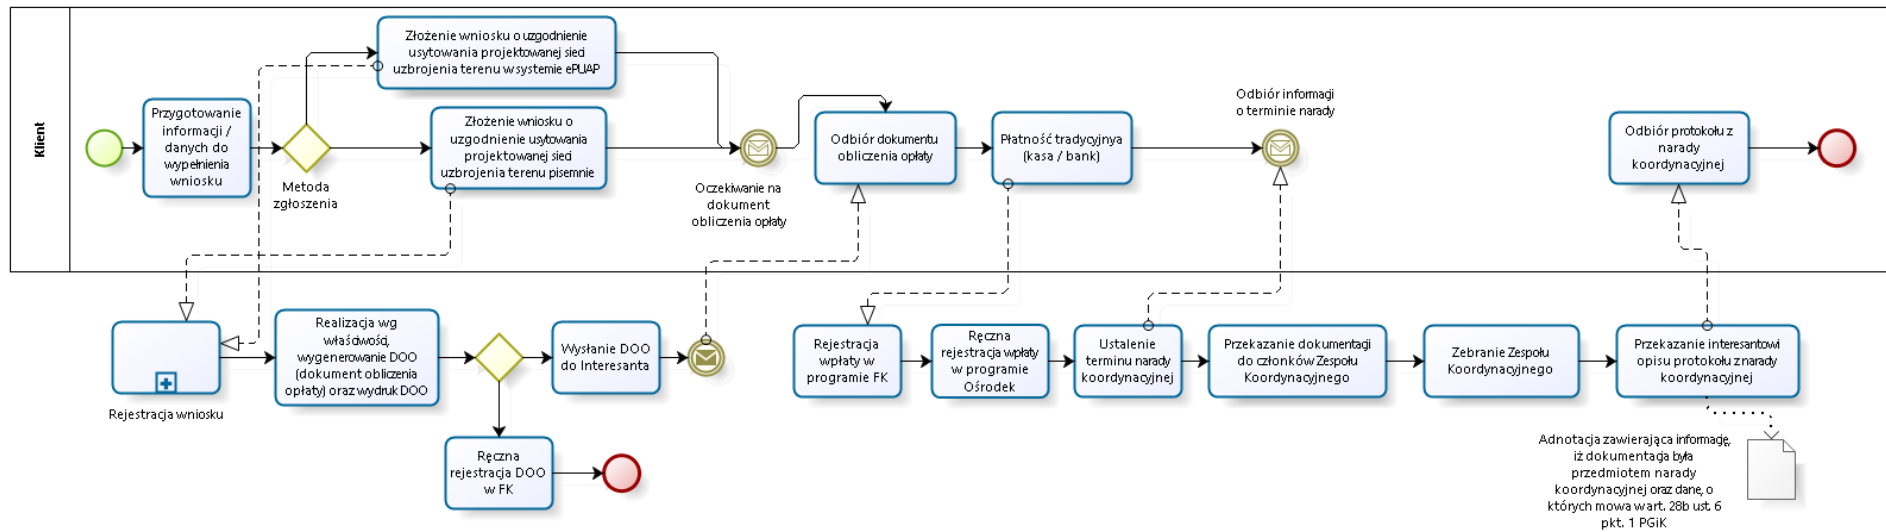 Klient
Przygotowanie
informacji /
danych do
wypełnienia
wniosku
Metoda
zgłoszenia
Złożenie wniosku o uzgodnienie
usytowania projektowanej sieci
uzbrojenia terenu w systemie ePUAP
Złożenie wniosku o
uzgodnienie usytowania
projektowanej sieci
uzbrojenia terenu pisemnie
Oczekiwanie na
dokument
obliczenia opłaty
Odbiór dokumentu
obliczenia opłaty
Płatność tradycyjnya
(kasa / bank)
Odbiór informagi
o terminie narady
Odbiór protokołu z
narady
koordynacyjnej
Rejestracja wniosku
Realizacja wg
właściwości,
wygenerowanie DOO
(dokument obliczenia
opłaty) oraz wydruk DOO
Wysłanie DOO
do Interesanta
Ręczna
rejestracja DOO
w FK
Rejestracja
wpłaty w
programie FK
Ręczna
rejestracja wpłaty
w programie
Ośrodek
Ustalenie
terminu narady
koordynacyjnej
Przekazanie dokumentacji
do członków Zespołu
Koordynacyjnego
Zebranie Zespołu
Koordynacyjnego
Przekazanie interesantowi
opisu protokołu z narady
koordynacyjnej
Adnotacja zawierająca informację,
iż dokumentacja była
przedmiotem narady
koordynacyjnej oraz dane, o
których mowa w art. 28b ust. 6
pkt. 1 PGiK